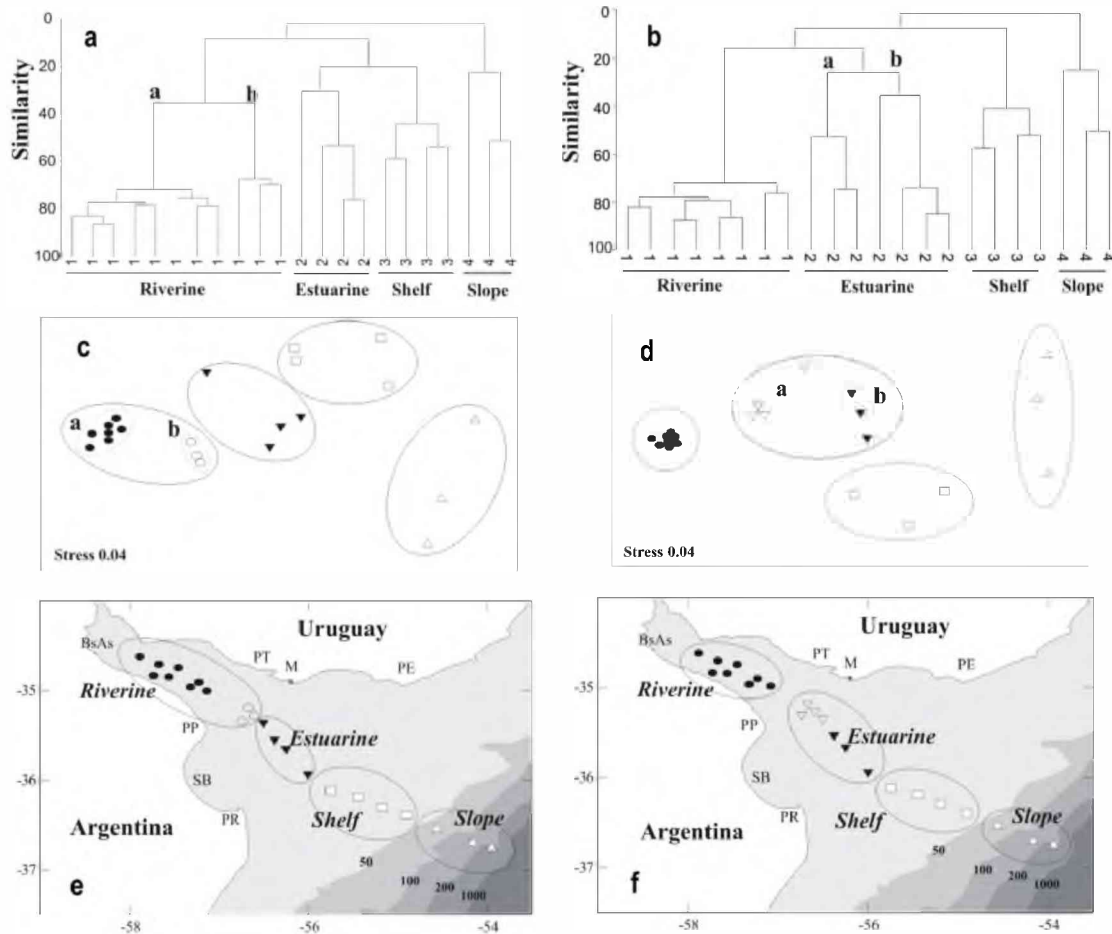 a
0
20
40
60
80
100
Similarity
a b
1 1 1 1 1 1 1 1 1 1 1 2 2 2 2 3 3 3 3 4 4 4
Riverine Estuarine Shelf Slope
b
0
20
40
60
80
100
Similarity
a b
1 1 1 1 1 1 1 1 2 2 2 2 2 2 2 3 3 3 3 4 4 4
Riverine Estuarine Shelf Slope
c
a b
Stress 0.04
d
a b
Stress 0.04
Uruguay
BsAs
PT
M
PE
Riverine
PP
Estuarine
SB
PR
Argentina
Shelf
Slope
50
100
200
1000
e
-35
-36
-37
-58
-56
-54
Uruguay
BsAs
PT
M
PE
Riverine
PP
Estuarine
SB
PR
Argentina
Shelf
Slope
50
100
200
1000
f
-35
-36
-37
-58
-56
-54